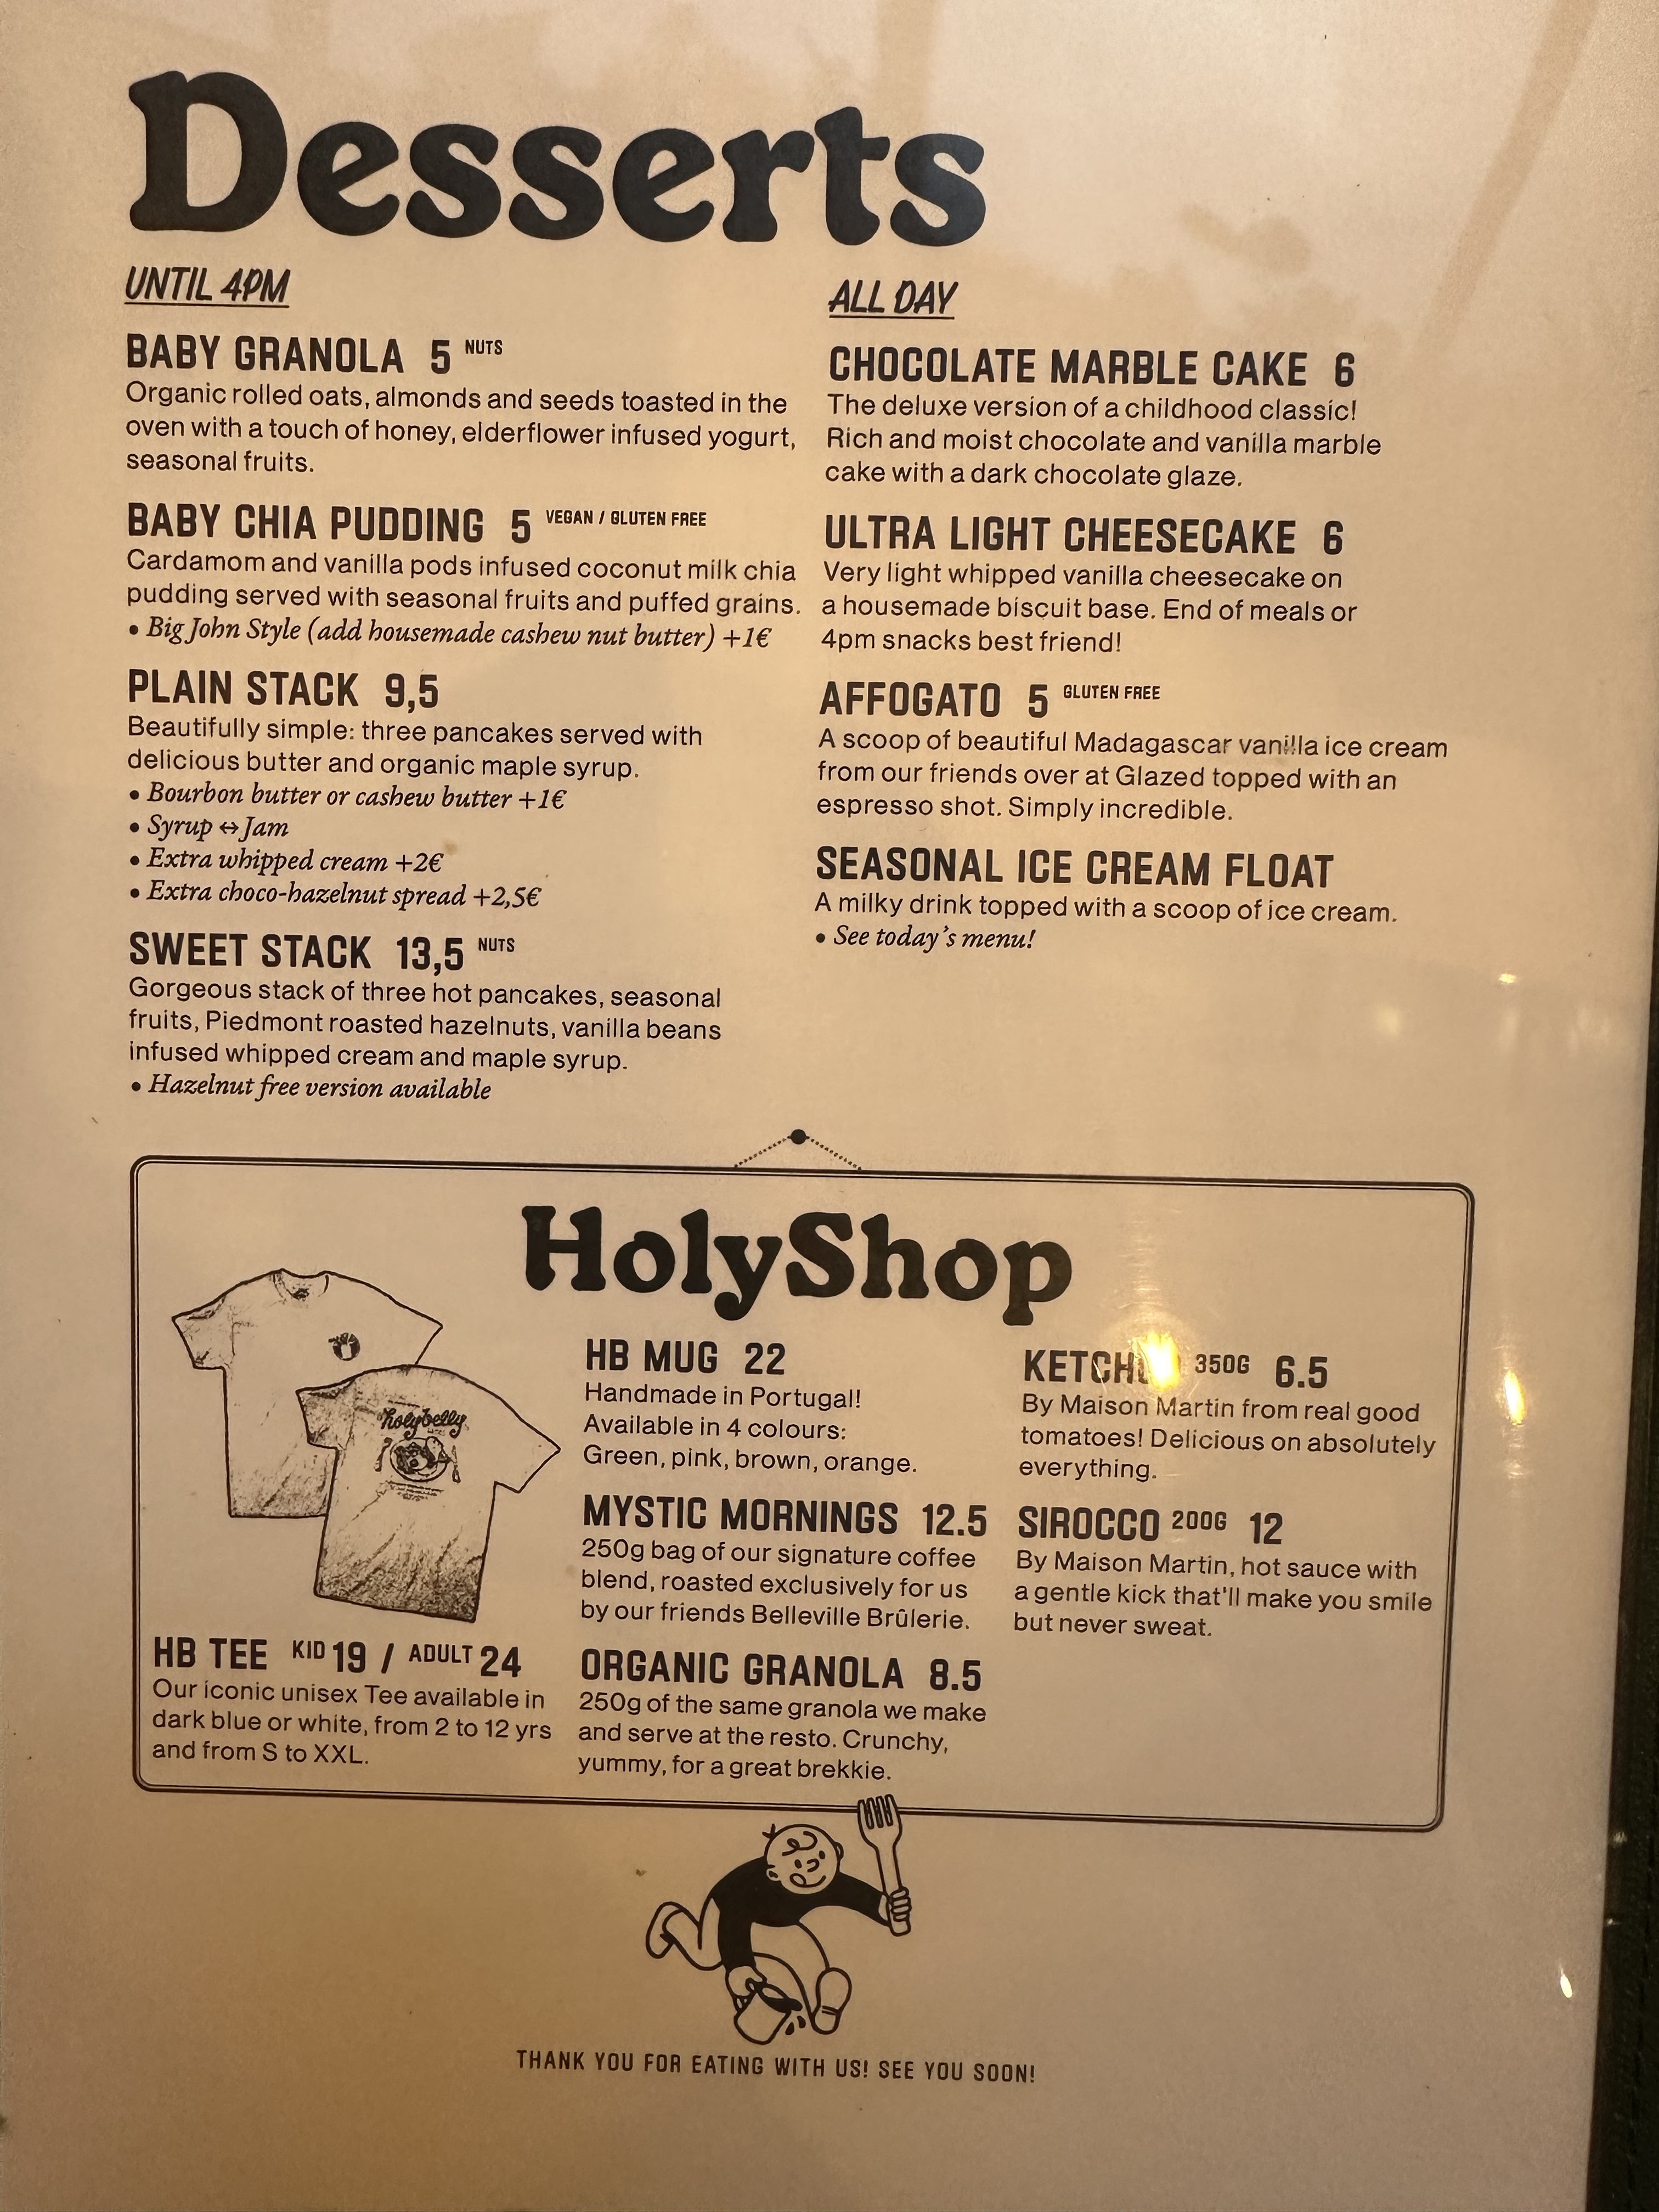 Desserts
UNTIL 4PM
BABY GRANOLA 5 NUTS
Organic rolled oats, almonds and seeds toasted in the
oven with a touch of honey, elderflower infused yogurt,
seasonal fruits.
BABY CHIA PUDDING 5 VEGAN / GLUTEN FREE
Cardamom and vanilla pods infused coconut milk chia
pudding served with seasonal fruits and puffed grains.
• Big John Style (add housemade cashew nut butter) +1€
PLAIN STACK 9,5
Beautifully simple: three pancakes served with
delicious butter and organic maple syrup.
• Bourbon butter or cashew butter +1€
• Syrup ↔ Jam
• Extra whipped cream +2€
• Extra choco-hazelnut spread +2,5€
SWEET STACK 13,5 NUTS
Gorgeous stack of three hot pancakes, seasonal
fruits, Piedmont roasted hazelnuts, vanilla beans
infused whipped cream and maple syrup.
• Hazelnut free version available
ALL DAY
CHOCOLATE MARBLE CAKE 6
The deluxe version of a childhood classic!
Rich and moist chocolate and vanilla marble
cake with a dark chocolate glaze.
ULTRA LIGHT CHEESECAKE 6
Very light whipped vanilla cheesecake on
a housemade biscuit base. End of meals or
4pm snacks best friend!
AFFOGATO 5 GLUTEN FREE
A scoop of beautiful Madagascar vanilla ice cream
from our friends over at Glazed topped with an
espresso shot. Simply incredible.
SEASONAL ICE CREAM FLOAT
A milky drink topped with a scoop of ice cream.
• See today's menu!
HolyShop
holybelly
HB TEE KID 19 / ADULT 24
Our iconic unisex Tee available in
dark blue or white, from 2 to 12 yrs
and from S to XXL.
HB MUG 22
Handmade in Portugal!
Available in 4 colours:
Green, pink, brown, orange.
MYSTIC MORNINGS 12.5
250g bag of our signature coffee
blend, roasted exclusively for us
by our friends Belleville Brûlerie.
ORGANIC GRANOLA 8.5
250g of the same granola we make
and serve at the resto. Crunchy,
yummy, for a great brekkie.
KETCHUP 350G 6.5
By Maison Martin from real good
tomatoes! Delicious on absolutely
everything.
SIROCCO 200G 12
By Maison Martin, hot sauce with
a gentle kick that'll make you smile
but never sweat.
THANK YOU FOR EATING WITH US! SEE YOU SOON!